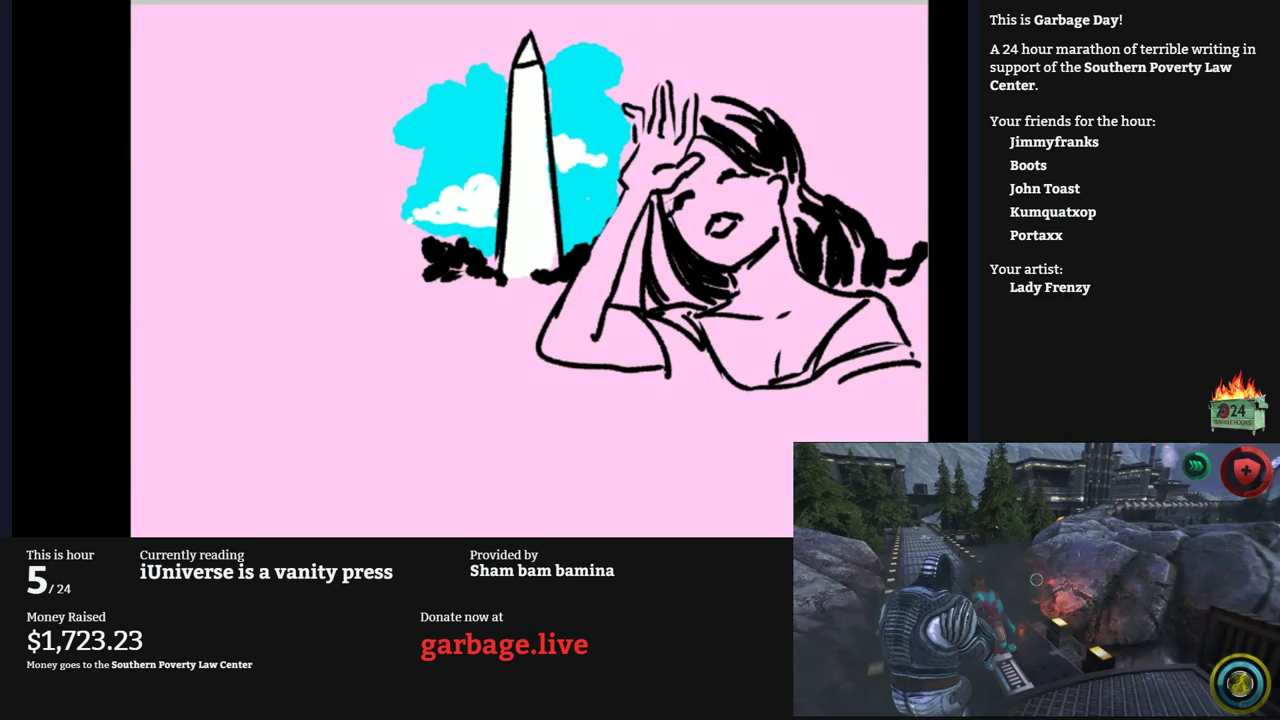 This is Garbage Day!
A 24 hour marathon of terrible writing in
support of the Southern Poverty Law
Center.
Your friends for the hour:
Jimmyfranks
Boots
John Toast
Kumquatxop
Portaxx
Your artist:
Lady Frenzy
24
This is hour
5/ 24
Currently reading
iUniverse is a vanity press
Provided by
Sham bam bamina
Money Raised
$1,723.23
Money goes to the Southern Poverty Law Center
Donate now at
garbage.live